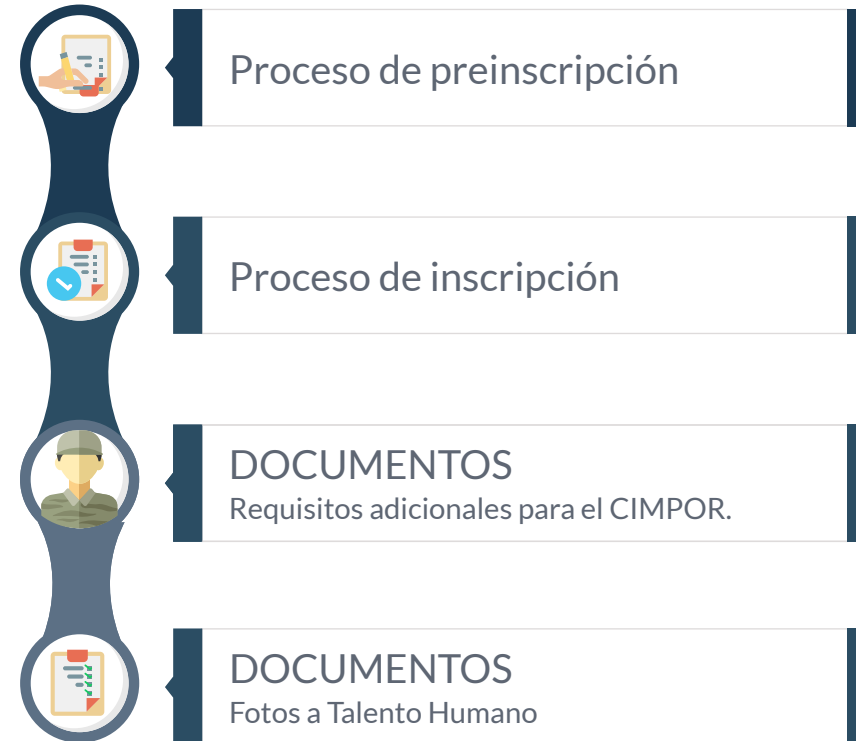 Proceso de preinscripción
Proceso de inscripción
DOCUMENTOS
Requisitos adicionales para el CIMPOR.
DOCUMENTOS
Fotos a Talento Humano